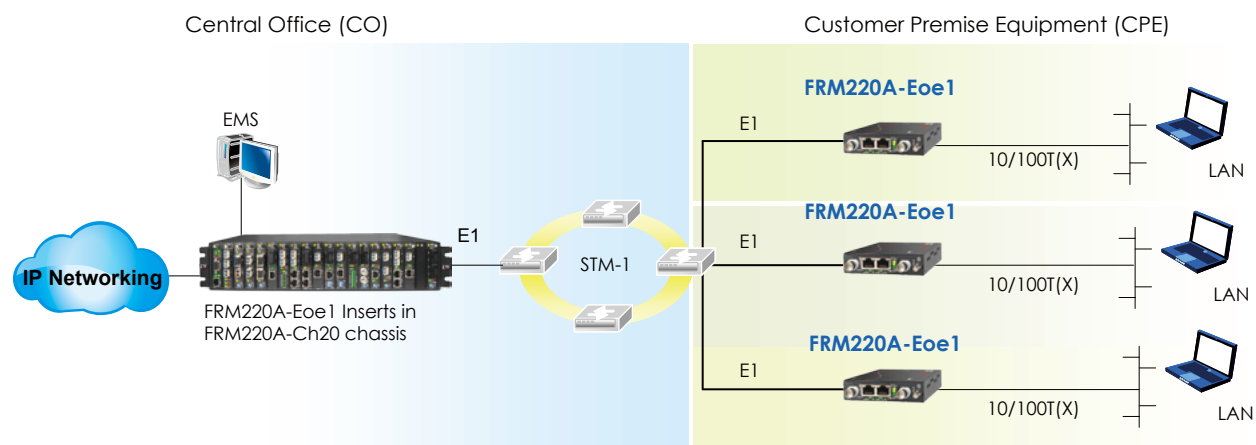 Central Office (CO)
Customer Premise Equipment (CPE)
EMS
IP Networking
FRM220A-Eoe1 Inserts in
FRM220A-Ch20 chassis
E1
STM-1
FRM220A-Eoe1
E1
10/100T(X)
LAN
FRM220A-Eoe1
E1
10/100T(X)
LAN
FRM220A-Eoe1
E1
10/100T(X)
LAN